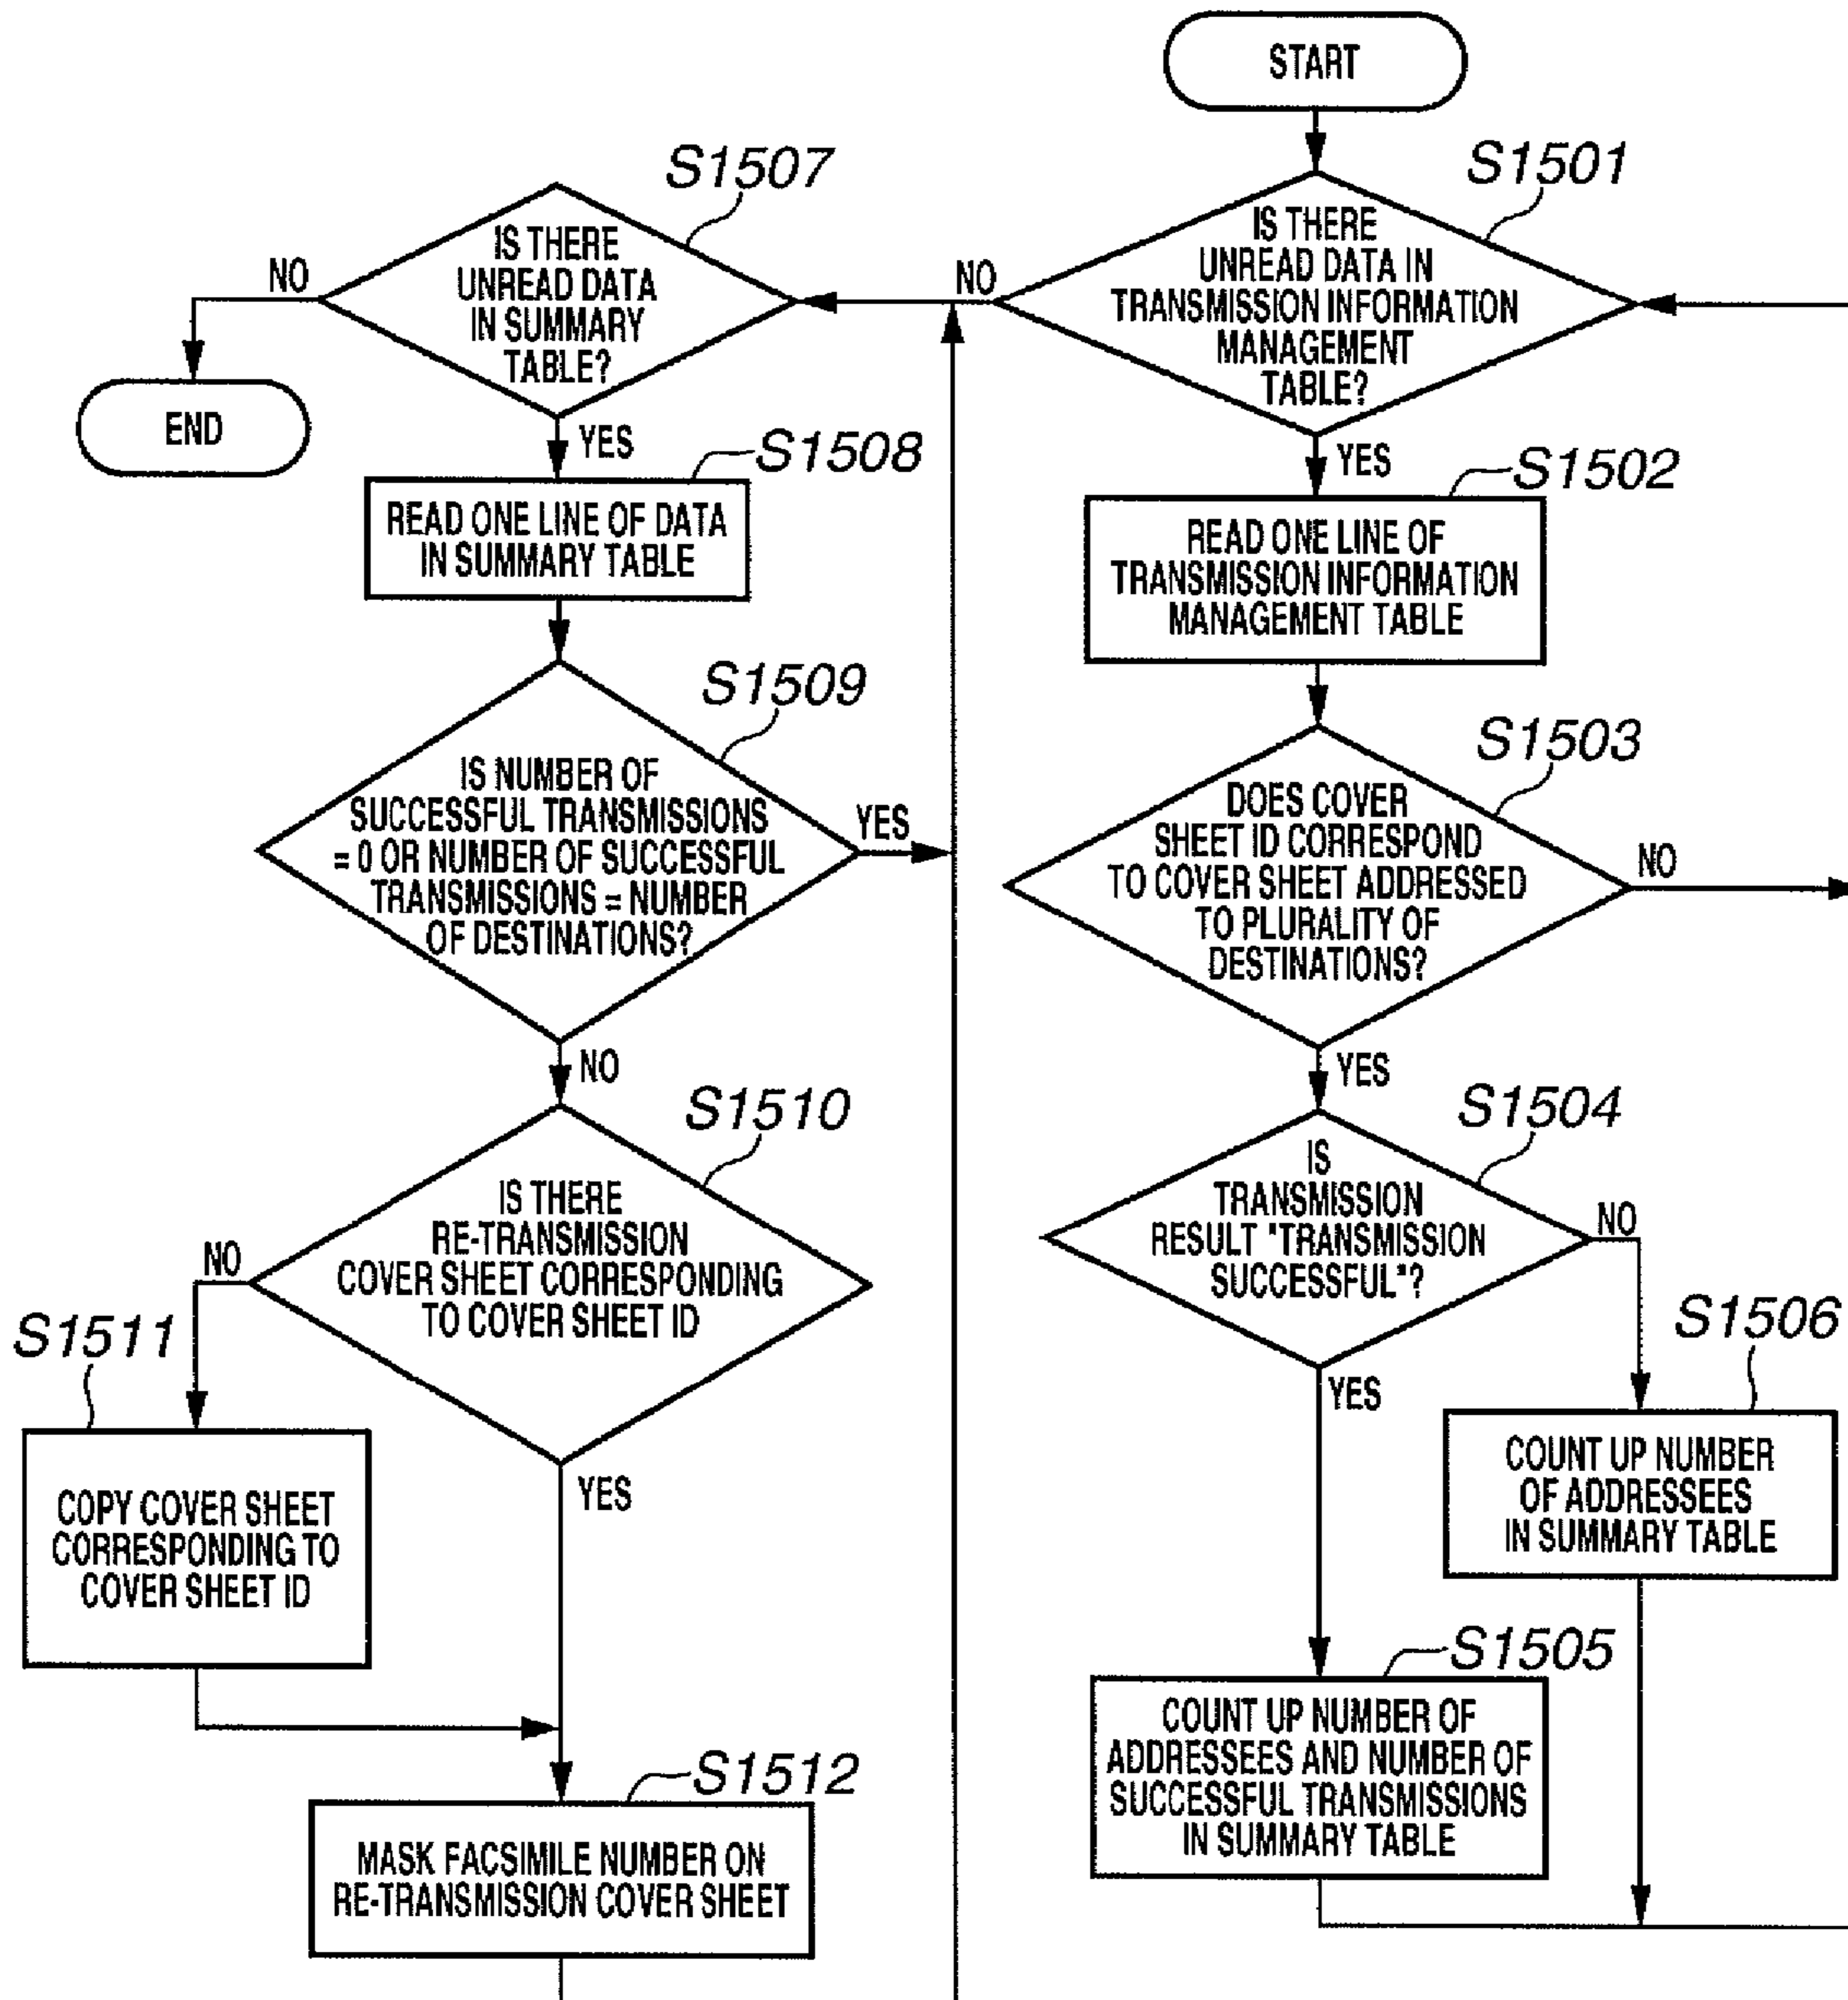 START
S1501
IS THERE
UNREAD DATA IN
TRANSMISSION INFORMATION
MANAGEMENT
TABLE?
NO
YES
S1502
READ ONE LINE OF
TRANSMISSION INFORMATION
MANAGEMENT TABLE
S1503
DOES COVER
SHEET ID CORRESPOND
TO COVER SHEET ADDRESSED
TO PLURALITY OF
DESTINATIONS?
NO
YES
S1504
IS
TRANSMISSION
RESULT "TRANSMISSION
SUCCESSFUL"?
NO
YES
S1506
COUNT UP NUMBER
OF ADDRESSEES
IN SUMMARY TABLE
S1505
COUNT UP NUMBER OF
ADDRESSEES AND NUMBER OF
SUCCESSFUL TRANSMISSIONS
IN SUMMARY TABLE
S1507
IS THERE
UNREAD DATA
IN SUMMARY
TABLE?
NO
END
YES
S1508
READ ONE LINE OF DATA
IN SUMMARY TABLE
S1509
IS NUMBER OF
SUCCESSFUL TRANSMISSIONS
= 0 OR NUMBER OF SUCCESSFUL
TRANSMISSIONS = NUMBER
OF DESTINATIONS?
YES
NO
S1510
IS THERE
RE-TRANSMISSION
COVER SHEET CORRESPONDING
TO COVER SHEET ID
NO
YES
S1511
COPY COVER SHEET
CORRESPONDING TO
COVER SHEET ID
S1512
MASK FACSIMILE NUMBER ON
RE-TRANSMISSION COVER SHEET